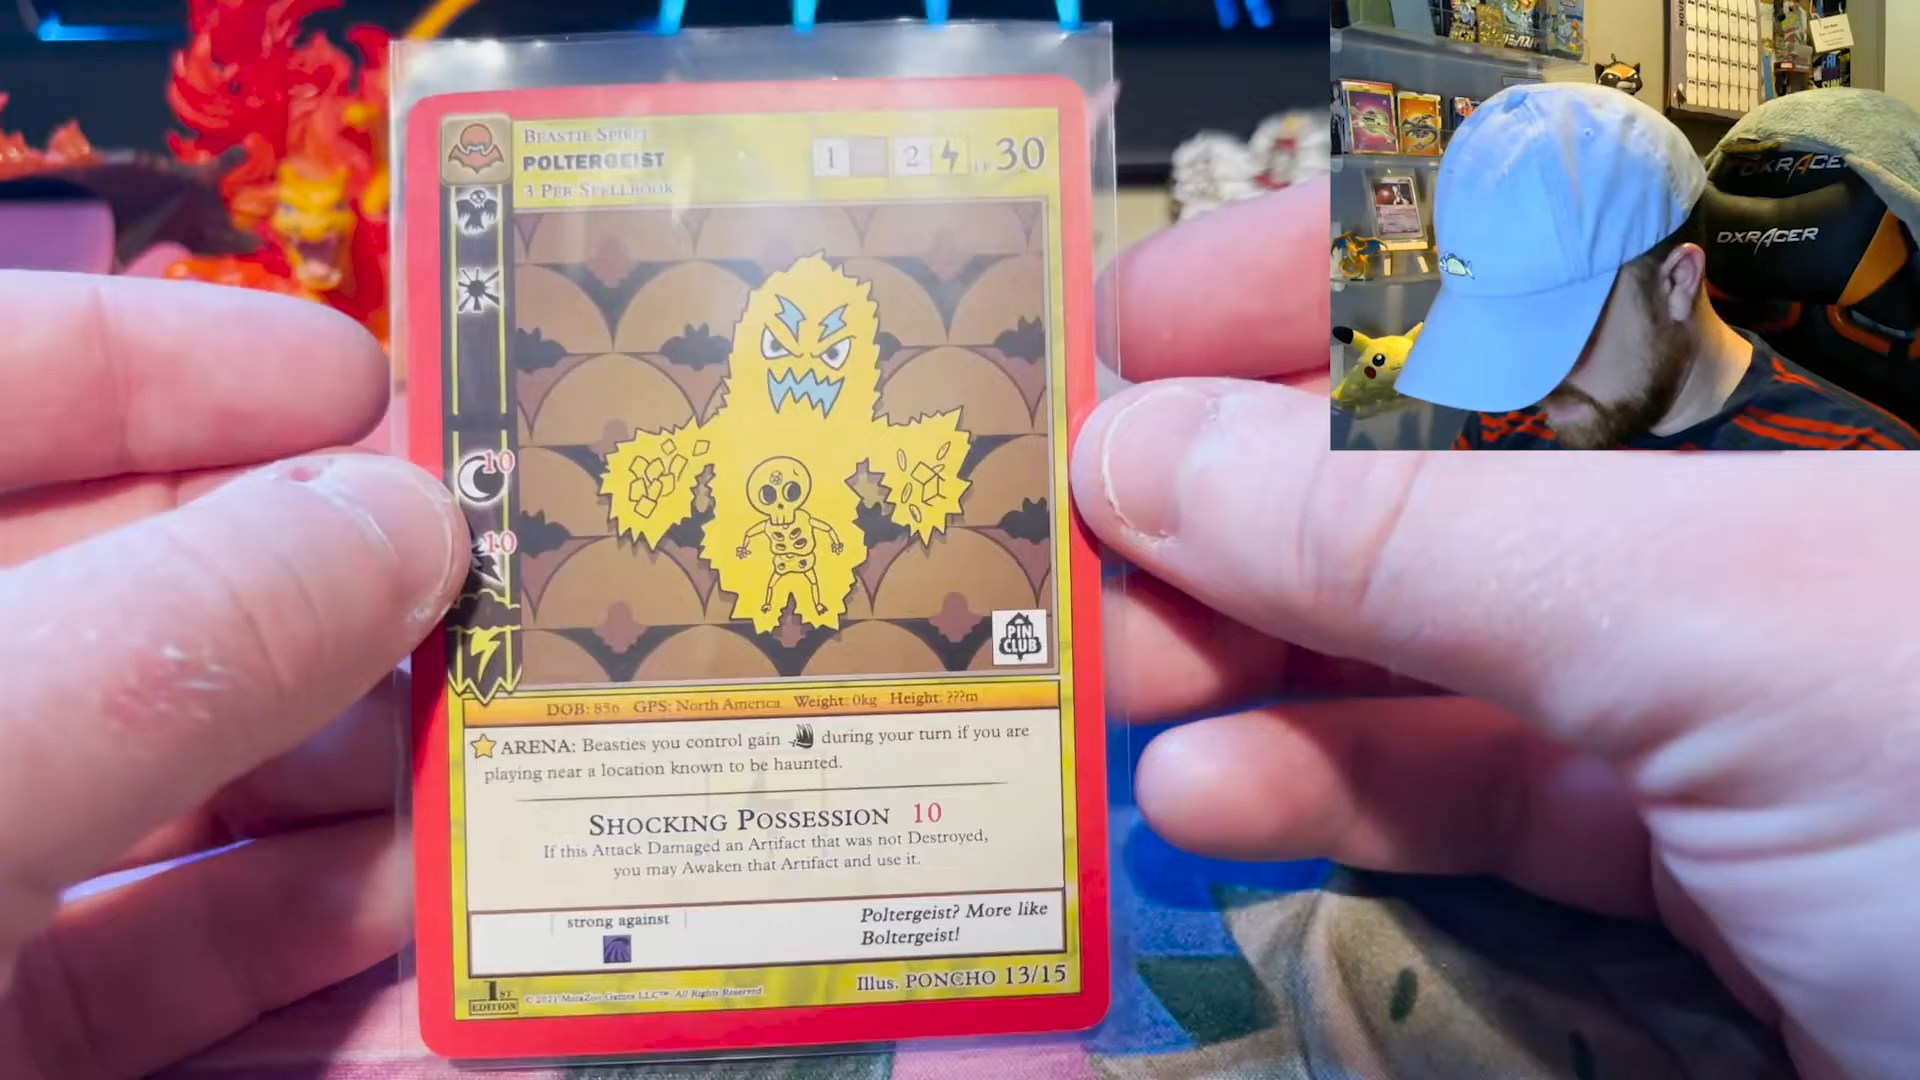 BEASTIE SPIRIT
POLTERGEIST
3 PER SPELLBOOK
1 2 LP 30
10
10
PIN
CLUB
DOB: 856 GPS: North America Weight: 0kg Height: ???m
ARENA: Beasties you control gain during your turn if you are
playing near a location known to be haunted.
SHOCKING POSSESSION 10
If this Attack Damaged an Artifact that was not Destroyed,
you may Awaken that Artifact and use it.
strong against
Poltergeist? More like
Boltergeist!
1ST
EDITION
© 2021 MetaZoo Games LLC™ All Rights Reserved
Illus. PONCHO 13/15
DXRACER
DXRACER